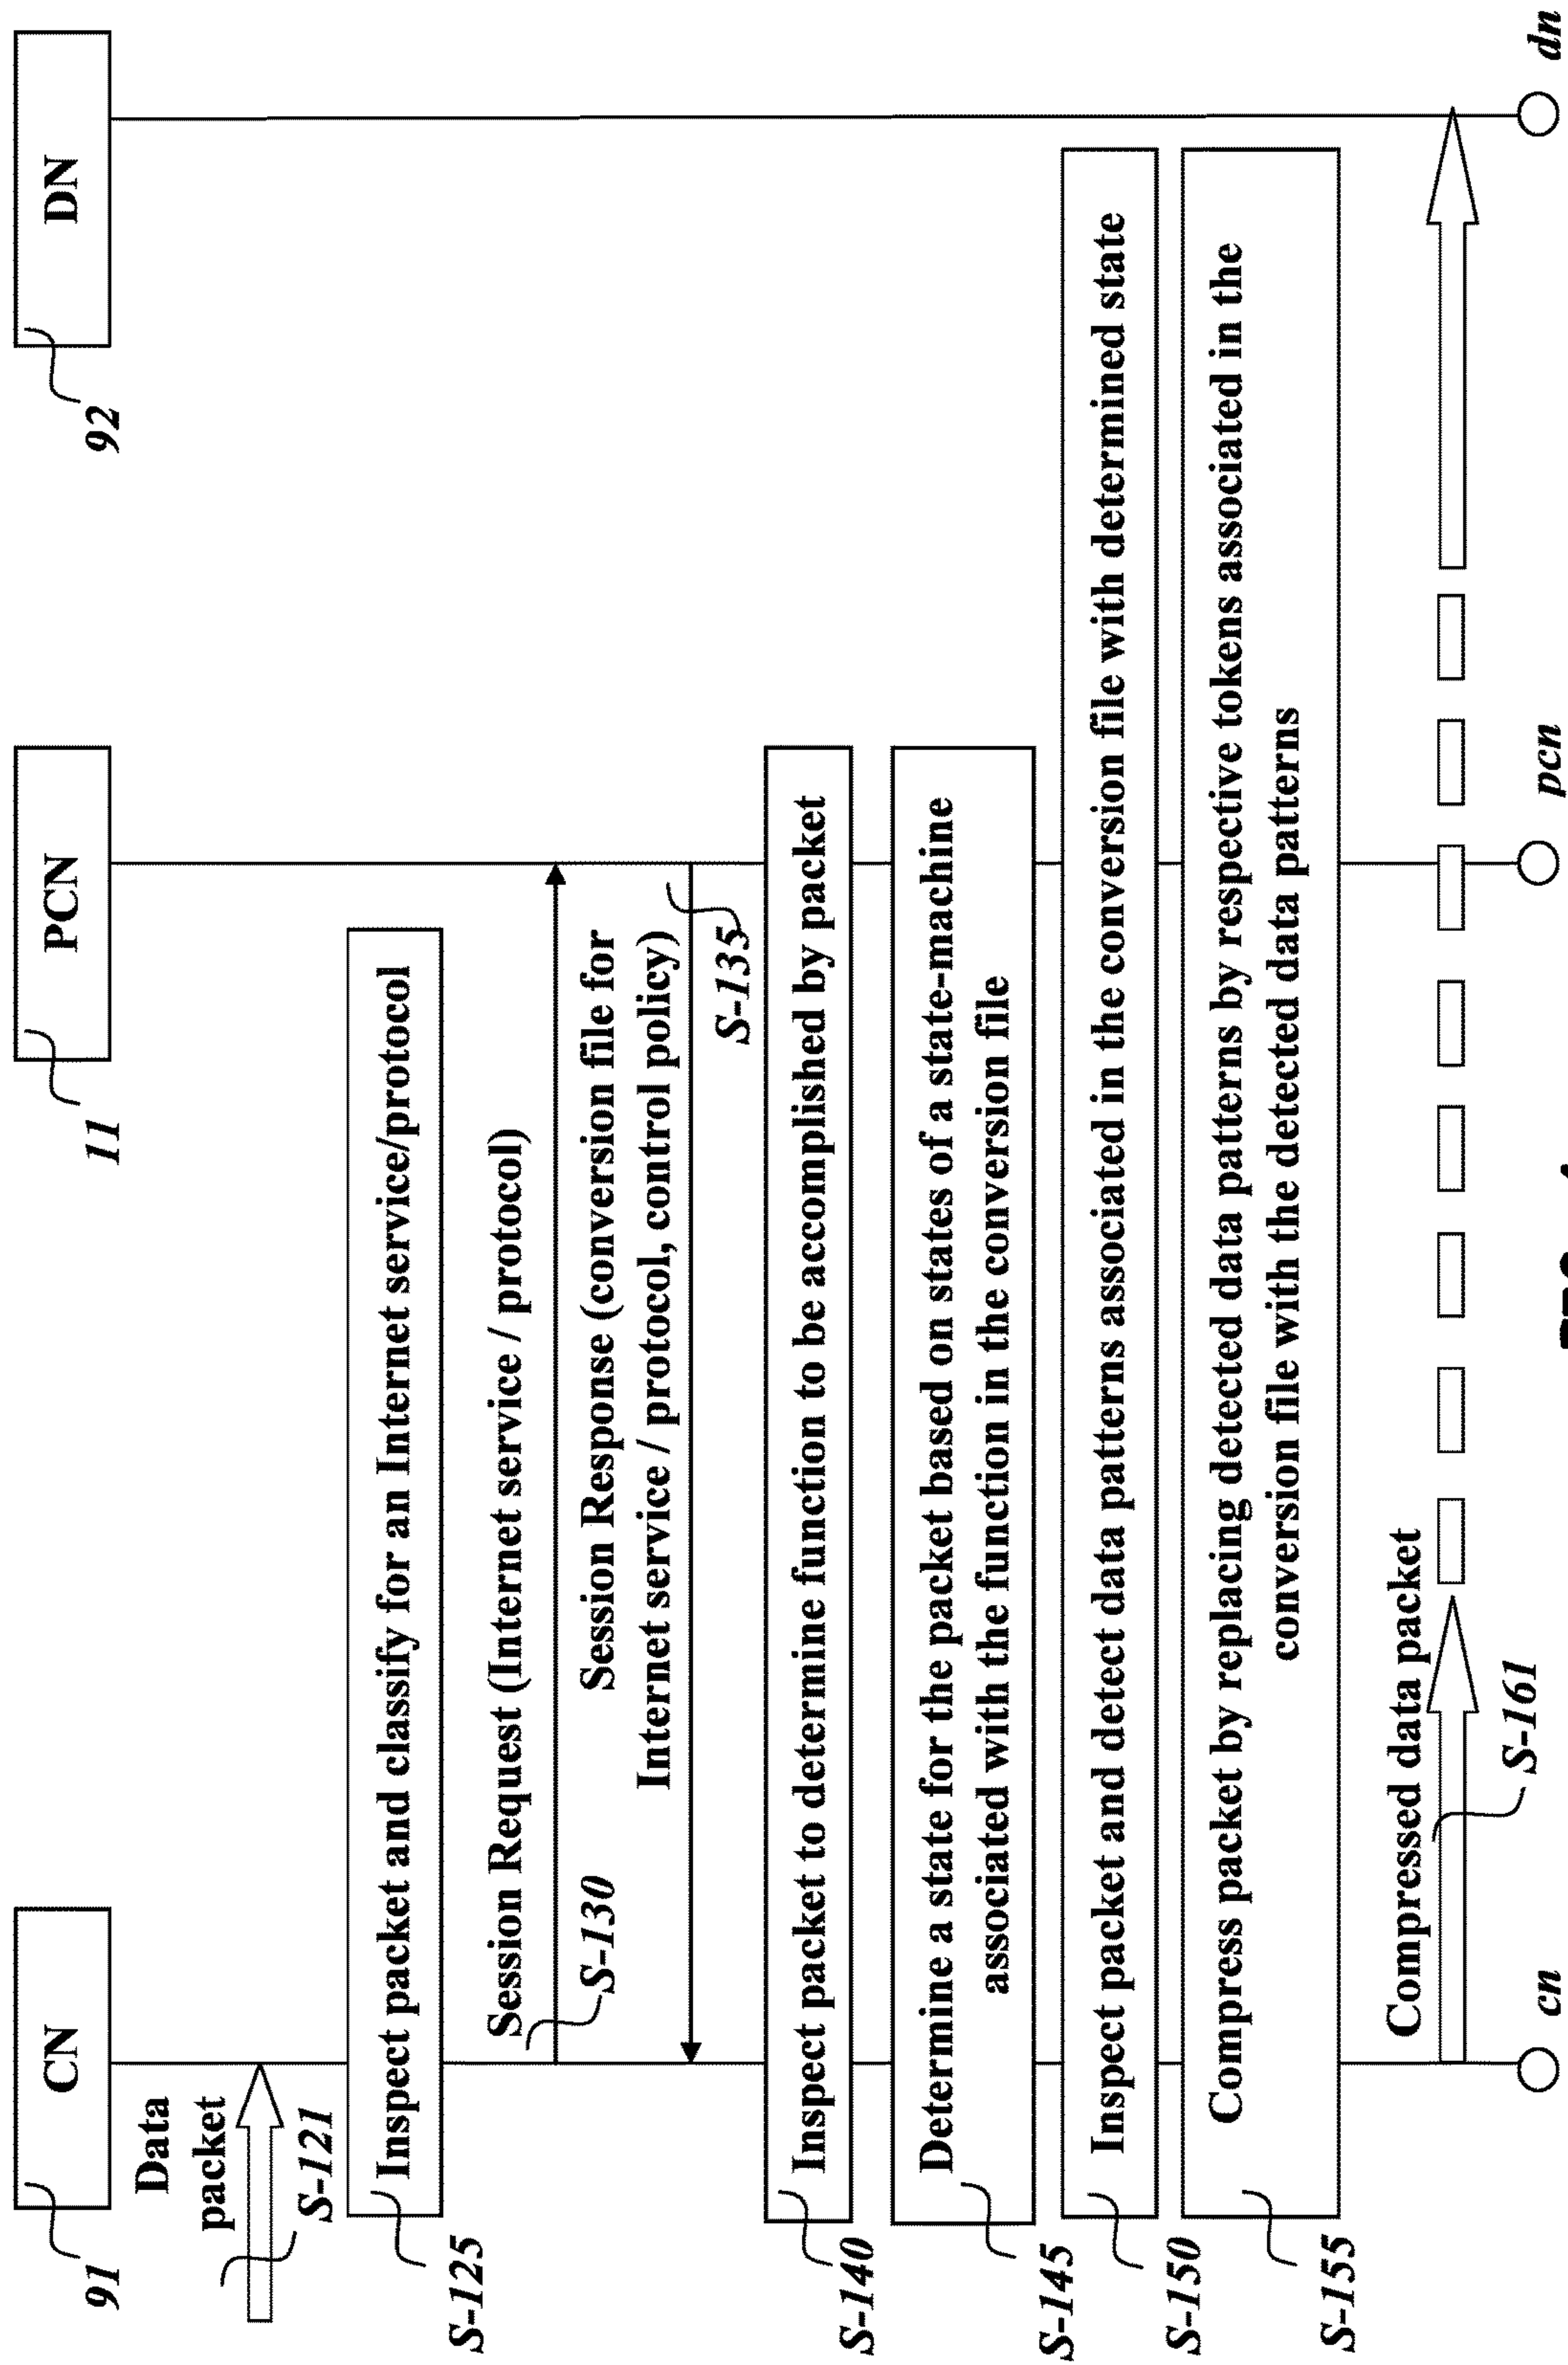 CN
PCN
DN
91
11
92
Data
packet
S-121
Inspect packet and classify for an Internet service/protocol
S-125
Session Request (Internet service / protocol)
S-130
Session Response (conversion file for
Internet service / protocol, control policy)
S-135
Inspect packet to determine function to be accomplished by packet
S-140
Determine a state for the packet based on states of a state-machine
associated with the function in the conversion file
S-145
Inspect packet and detect data patterns associated in the conversion file with determined state
S-150
Compress packet by replacing detected data patterns by respective tokens associated in the
conversion file with the detected data patterns
S-155
Compressed data packet
S-161
cn
pcn
dn